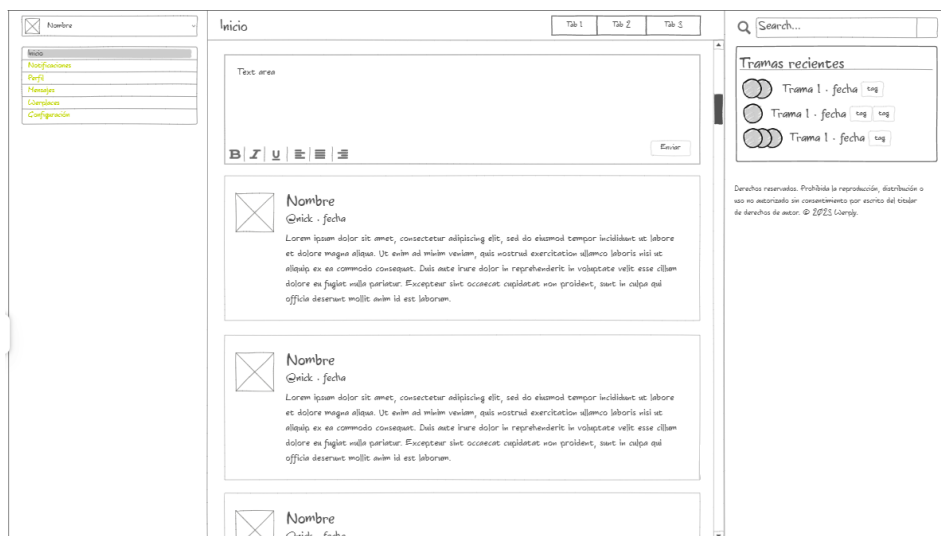 Nombre
Inicio
Notificaciones
Perfil
Mensajes
Werplaces
Configuración
Inicio
Tab 1
Tab 2
Tab 3
Text area
B I U
Enviar
Nombre
@nick · fecha
Lorem ipsum dolor sit amet, consectetur adipiscing elit, sed do eiusmod tempor incididunt ut labore
et dolore magna aliqua. Ut enim ad minim veniam, quis nostrud exercitation ullamco laboris nisi ut
aliquip ex ea commodo consequat. Duis aute irure dolor in reprehenderit in voluptate velit esse cillum
dolore eu fugiat nulla pariatur. Excepteur sint occaecat cupidatat non proident, sunt in culpa qui
officia deserunt mollit anim id est laborum.
Nombre
@nick · fecha
Lorem ipsum dolor sit amet, consectetur adipiscing elit, sed do eiusmod tempor incididunt ut labore
et dolore magna aliqua. Ut enim ad minim veniam, quis nostrud exercitation ullamco laboris nisi ut
aliquip ex ea commodo consequat. Duis aute irure dolor in reprehenderit in voluptate velit esse cillum
dolore eu fugiat nulla pariatur. Excepteur sint occaecat cupidatat non proident, sunt in culpa qui
officia deserunt mollit anim id est laborum.
Nombre
@nick · fecha
Search...
Tramas recientes
Trama 1 · fecha tag
Trama 1 · fecha tag tag
Trama 1 · fecha tag
Derechos reservados. Prohibida la reproducción, distribución o
uso no autorizado sin consentimiento por escrito del titular
de derechos de autor. © 2023 Werply.